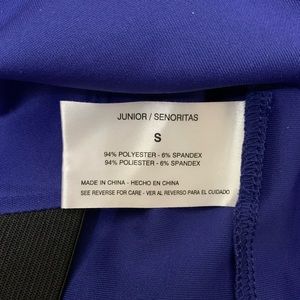 JUNIOR / SENORITAS
S
94% POLYESTER - 6% SPANDEX
94% POLIESTER - 6% SPANDEX
MADE IN CHINA - HECHO EN CHINA
SEE REVERSE FOR CARE - VER AL REVERSO PARA EL CUIDADO